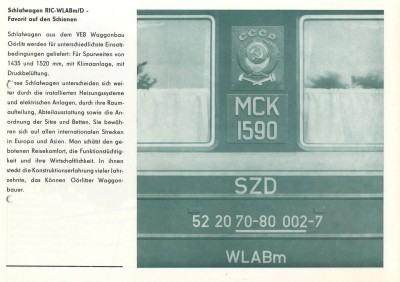 Schlafwagen RIC-WLABm/D -
Favorit auf den Schienen
Schlafwagen aus dem VEB Waggonbau
Görlitz werden für unterschiedlichste Einsatz-
bedingungen geliefert: Für Spurweiten von
1435 und 1520 mm, mit Klimaanlage, mit
Druckbelüftung.
se Schlafwagen unterscheiden sich wei-
ter durch die installierten Heizungssysteme
und elektrischen Anlagen, durch ihre Raum-
aufteilung, Abteilausstattung sowie die An-
ordnung der Sitze und Betten. Sie bewäh-
ren sich auf allen internationalen Strecken
in Europa und Asien. Man schätzt den ge-
botenen Reisekomfort, die Funktionstüchtig-
keit und ihre Wirtschaftlichkeit. In ihnen
steckt die Konstruktionserfahrung vieler Jahr-
zehnte, das Können Görlitzer Waggon-
bauer.
СССР
МСК
1590
SZD
52 20 70-80 002-7
WLABm